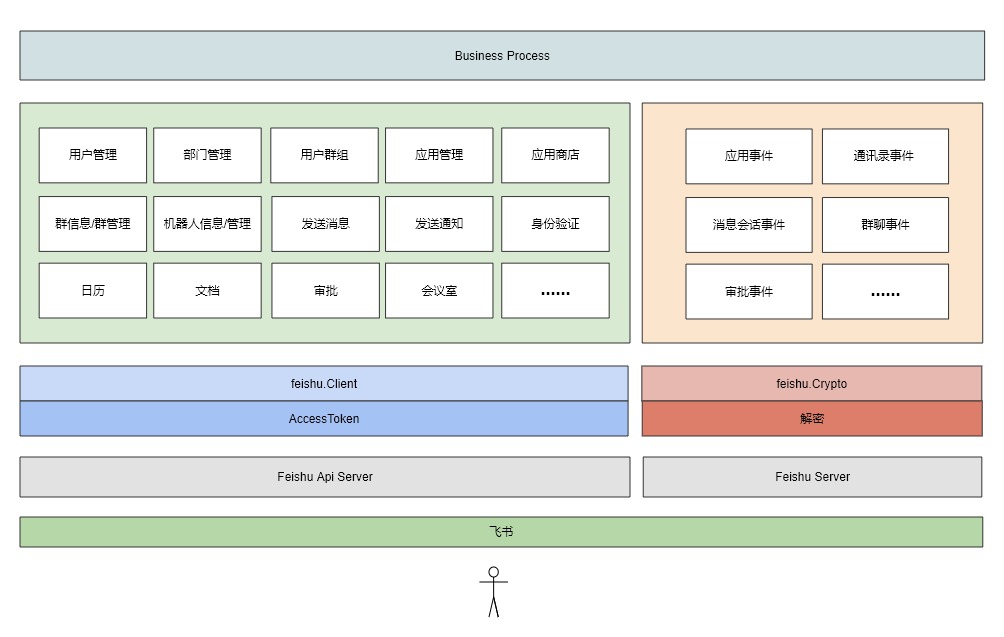 Business Process
用户管理
部门管理
用户群组
应用管理
应用商店
群信息/群管理
机器人信息/管理
发送消息
发送通知
身份验证
日历
文档
审批
会议室
......
应用事件
通讯录事件
消息会话事件
群聊事件
审批事件
......
feishu.Client
AccessToken
feishu.Crypto
解密
Feishu Api Server
Feishu Server
飞书